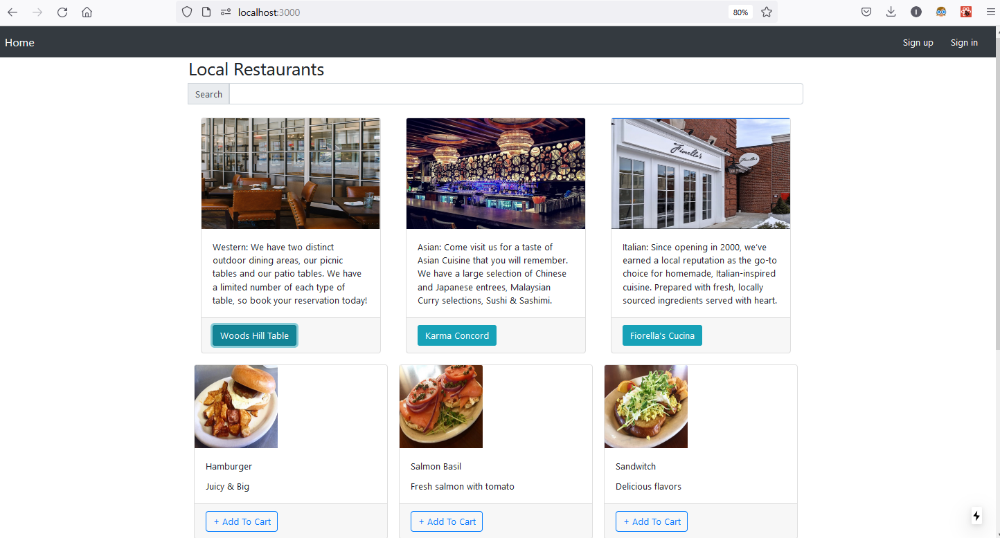 localhost:3000
80%
Home
Sign up
Sign in
Local Restaurants
Search
Fiorella's
Fiorella's
Western: We have two distinct
outdoor dining areas, our picnic
tables and our patio tables. We have
a limited number of each type of
table, so book your reservation today!
Asian: Come visit us for a taste of
Asian Cuisine that you will remember.
We have a large selection of Chinese
and Japanese entrees, Malaysian
Curry selections, Sushi & Sashimi.
Italian: Since opening in 2000, we've
earned a local reputation as the go-to
choice for homemade, Italian-inspired
cuisine. Prepared with fresh, locally
sourced ingredients served with heart.
Woods Hill Table
Karma Concord
Fiorella's Cucina
Hamburger
Juicy & Big
Salmon Basil
Fresh salmon with tomato
Sandwitch
Delicious flavors
+ Add To Cart
+ Add To Cart
+ Add To Cart